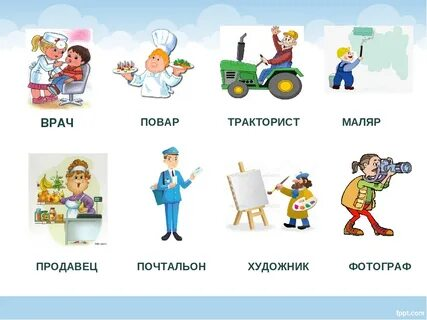 ВРАЧ ПОВАР ТРАКТОРИСТ МАЛЯР
ПРОДАВЕЦ ПОЧТАЛЬОН ХУДОЖНИК ФОТОГРАФ
fppt.com